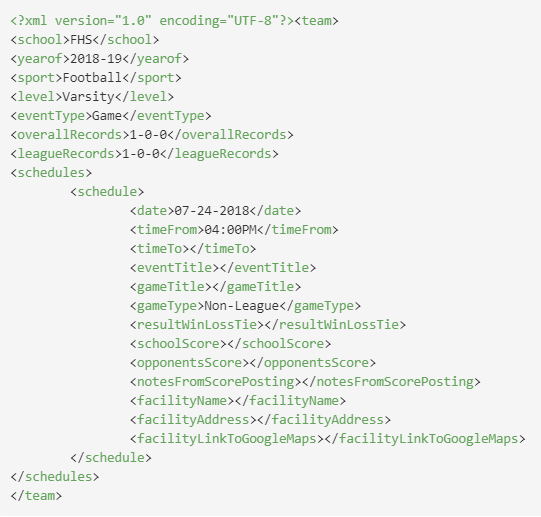 <?xml version="1.0" encoding="UTF-8"?><team>
<school>FHS</school>
<yearof>2018-19</yearof>
<sport>Football</sport>
<level>Varsity</level>
<eventType>Game</eventType>
<overallRecords>1-0-0</overallRecords>
<leagueRecords>1-0-0</leagueRecords>
<schedules>
<schedule>
<date>07-24-2018</date>
<timeFrom>04:00PM</timeFrom>
<timeTo></timeTo>
<eventTitle></eventTitle>
<gameTitle></gameTitle>
<gameType>Non-League</gameType>
<resultWinLossTie></resultWinLossTie>
<schoolScore></schoolScore>
<opponentsScore></opponentsScore>
<notesFromScorePosting></notesFromScorePosting>
<facilityName></facilityName>
<facilityAddress></facilityAddress>
<facilityLinkToGoogleMaps></facilityLinkToGoogleMaps>
</schedule>
</schedules>
</team>